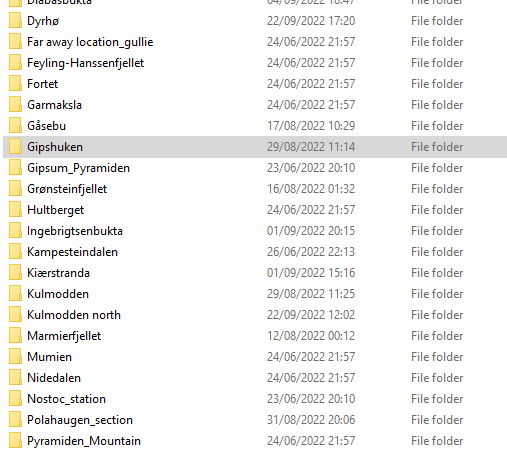 Diabasbukta 04/09/2022 18:47 File folder
Dyrhø 22/09/2022 17:20 File folder
Far away location_gullie 24/06/2022 21:57 File folder
Feyling-Hanssenfjellet 24/06/2022 21:57 File folder
Fortet 24/06/2022 21:57 File folder
Garmaksla 24/06/2022 21:57 File folder
Gåsebu 17/08/2022 10:29 File folder
Gipshuken 29/08/2022 11:14 File folder
Gipsum_Pyramiden 23/06/2022 20:10 File folder
Grønsteinfjellet 16/08/2022 01:32 File folder
Hultberget 24/06/2022 21:57 File folder
Ingebrigtsenbukta 01/09/2022 20:15 File folder
Kampesteindalen 26/06/2022 22:13 File folder
Kiærstranda 01/09/2022 15:16 File folder
Kulmodden 29/08/2022 11:25 File folder
Kulmodden north 22/09/2022 12:02 File folder
Marmierfjellet 12/08/2022 00:12 File folder
Mumien 24/06/2022 21:57 File folder
Nidedalen 24/06/2022 21:57 File folder
Nostoc_station 23/06/2022 20:10 File folder
Polahaugen_section 31/08/2022 20:06 File folder
Pyramiden_Mountain 24/06/2022 21:57 File folder